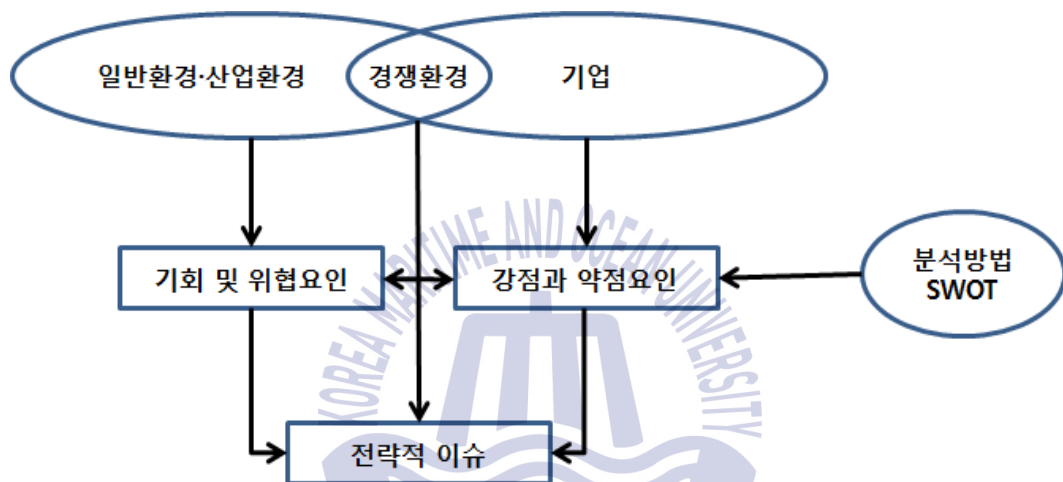 일반환경·산업환경
경쟁환경
기업
기회 및 위협요인
강점과 약점요인
분석방법
SWOT
전략적 이슈
KOREA MARITIME AND OCEAN UNIVERSITY